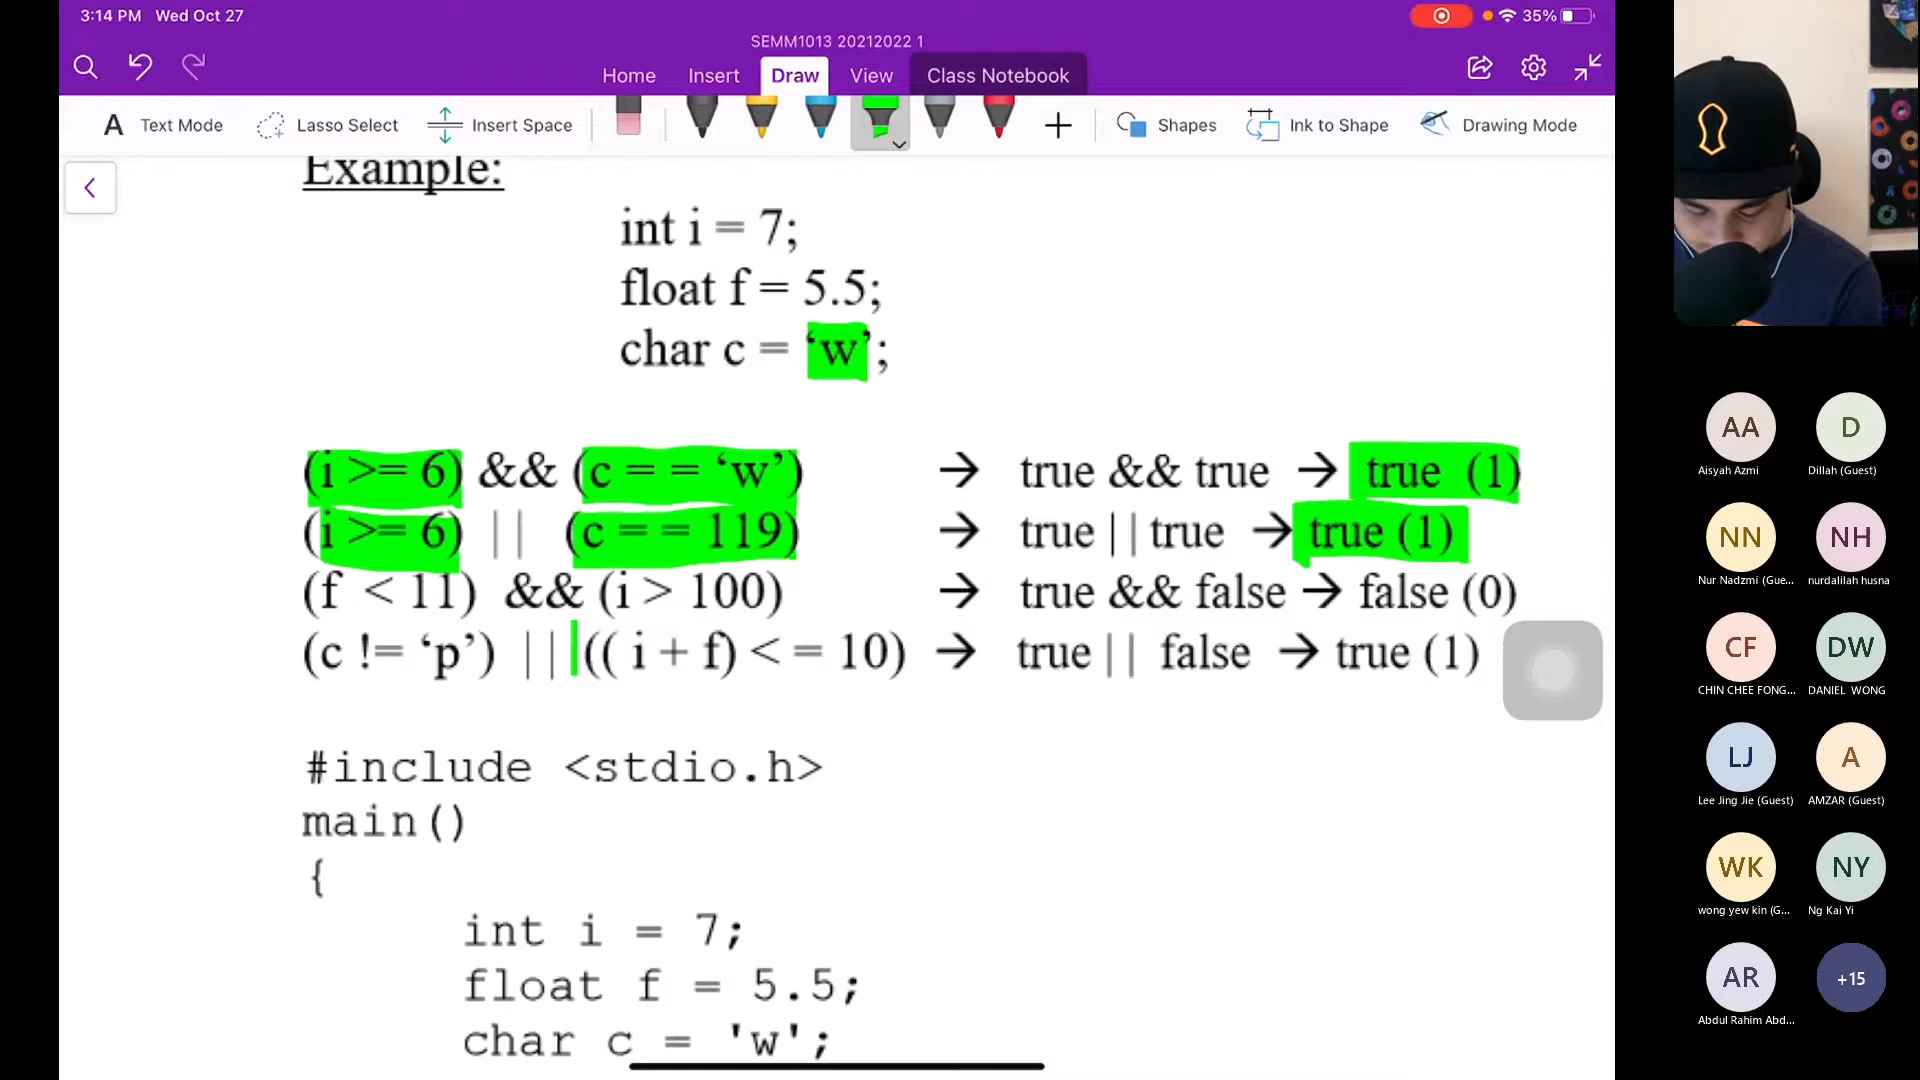 3:14 PM Wed Oct 27
35%
SEMM1013 20212022 1
Home Insert Draw View Class Notebook
A Text Mode Lasso Select Insert Space Shapes Ink to Shape Drawing Mode
Example:
int i = 7;
float f = 5.5;
char c = ‘w’;
(i >= 6) && (c = = ‘w’) → true && true → true (1)
(i >= 6) || (c = = 119) → true || true → true (1)
(f < 11) && (i > 100) → true && false → false (0)
(c != ‘p’) || (( i + f) < = 10) → true || false → true (1)
#include <stdio.h>
main()
{
int i = 7;
float f = 5.5;
char c = 'w';
AA D
Aisyah Azmi Dillah (Guest)
NN NH
Nur Nadzmi (Gue... nurdalilah husna
CF DW
CHIN CHEE FONG... DANIEL WONG
LJ A
Lee Jing Jie (Guest) AMZAR (Guest)
WK NY
wong yew kin (G... Ng Kai Yi
AR +15
Abdul Rahim Abd...